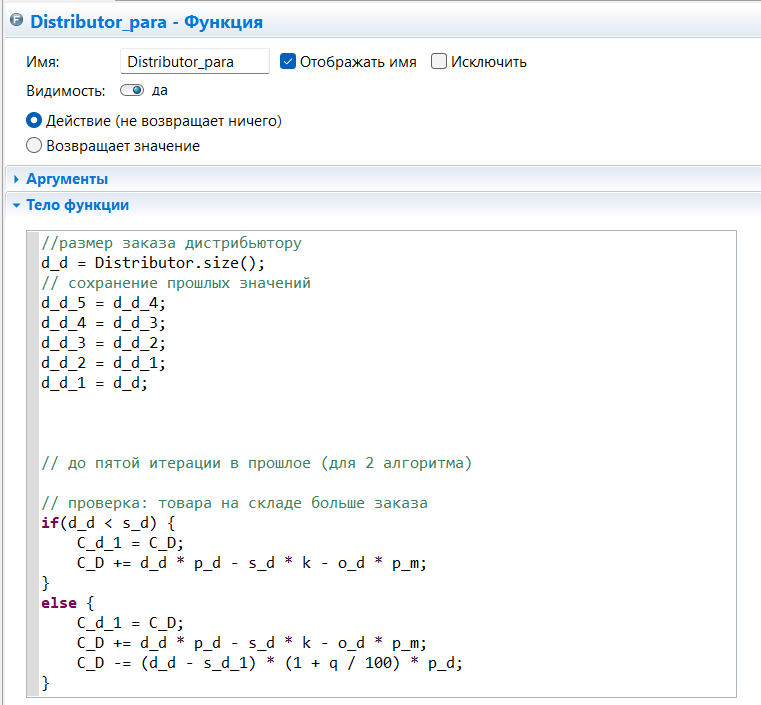 Distributor_para - Функция
Имя: Distributor_para Отображать имя Исключить
Видимость: да
Действие (не возвращает ничего)
Возвращает значение
Аргументы
Тело функции
//размер заказа дистрибьютору
d_d = Distributor.size();
// сохранение прошлых значений
d_d_5 = d_d_4;
d_d_4 = d_d_3;
d_d_3 = d_d_2;
d_d_2 = d_d_1;
d_d_1 = d_d;
// до пятой итерации в прошлое (для 2 алгоритма)
// проверка: товара на складе больше заказа
if(d_d < s_d) {
    C_d_1 = C_D;
    C_D += d_d * p_d - s_d * k - o_d * p_m;
}
else {
    C_d_1 = C_D;
    C_D += d_d * p_d - s_d * k - o_d * p_m;
    C_D -= (d_d - s_d_1) * (1 + q / 100) * p_d;
}